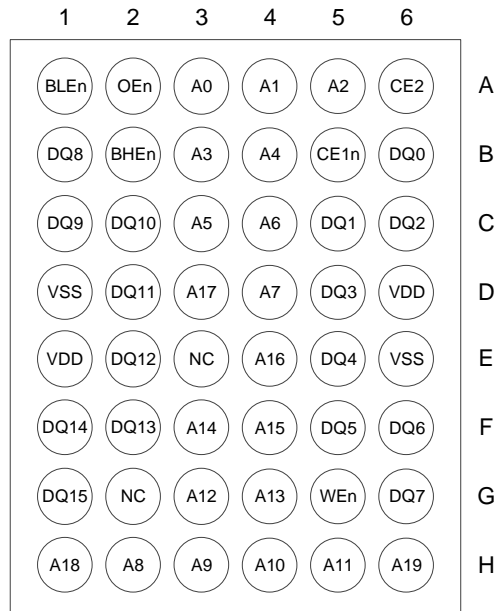 1 2 3 4 5 6
BLEn OEn A0 A1 A2 CE2 A
DQ8 BHEn A3 A4 CE1n DQ0 B
DQ9 DQ10 A5 A6 DQ1 DQ2 C
VSS DQ11 A17 A7 DQ3 VDD D
VDD DQ12 NC A16 DQ4 VSS E
DQ14 DQ13 A14 A15 DQ5 DQ6 F
DQ15 NC A12 A13 WEn DQ7 G
A18 A8 A9 A10 A11 A19 H